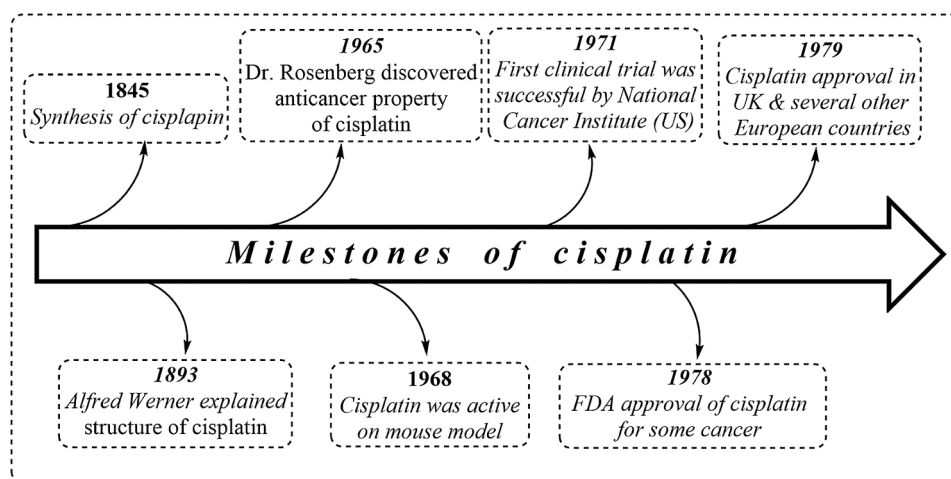 1845
Synthesis of cisplapin
1965
Dr. Rosenberg discovered
anticancer property
of cisplatin
1971
First clinical trial was
successful by National
Cancer Institute (US)
1979
Cisplatin approval in
UK & several other
European countries
Milestones of cisplatin
1893
Alfred Werner explained
structure of cisplatin
1968
Cisplatin was active
on mouse model
1978
FDA approval of cisplatin
for some cancer